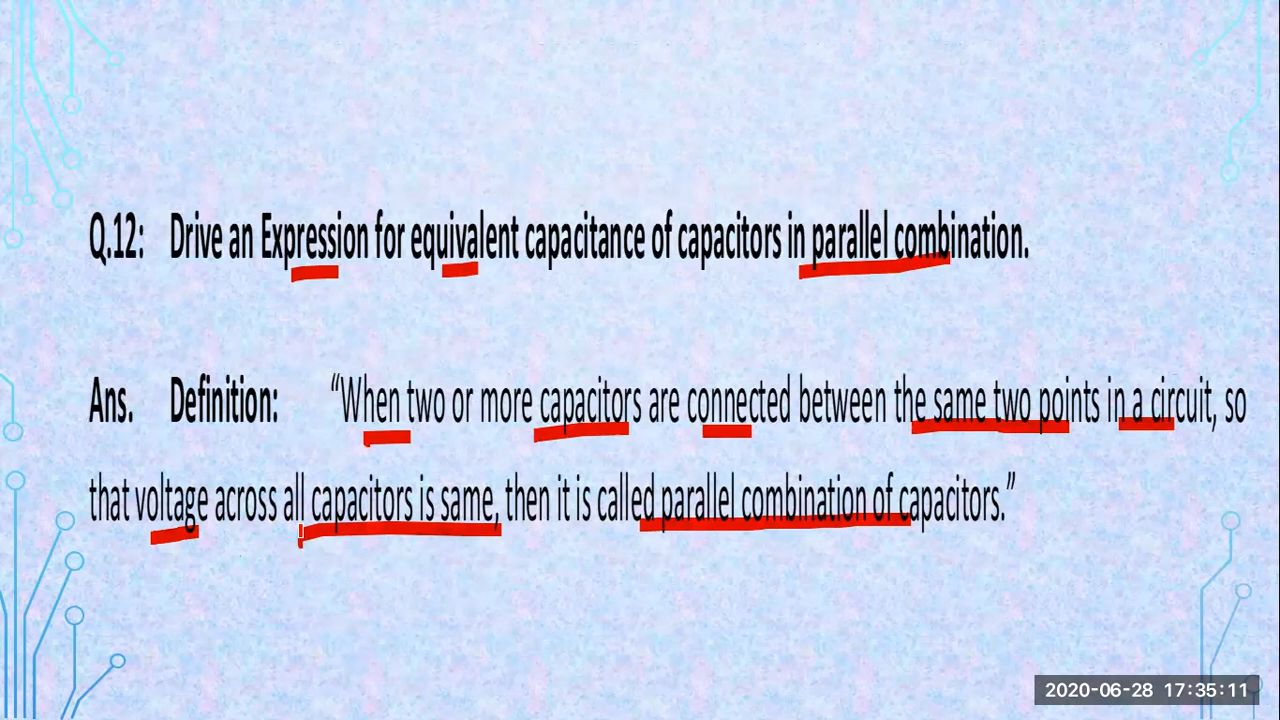 Q.12: Drive an Expression for equivalent capacitance of capacitors in parallel combination.
Ans. Definition: “When two or more capacitors are connected between the same two points in a circuit, so
that voltage across all capacitors is same, then it is called parallel combination of capacitors.”
2020-06-28 17:35:11